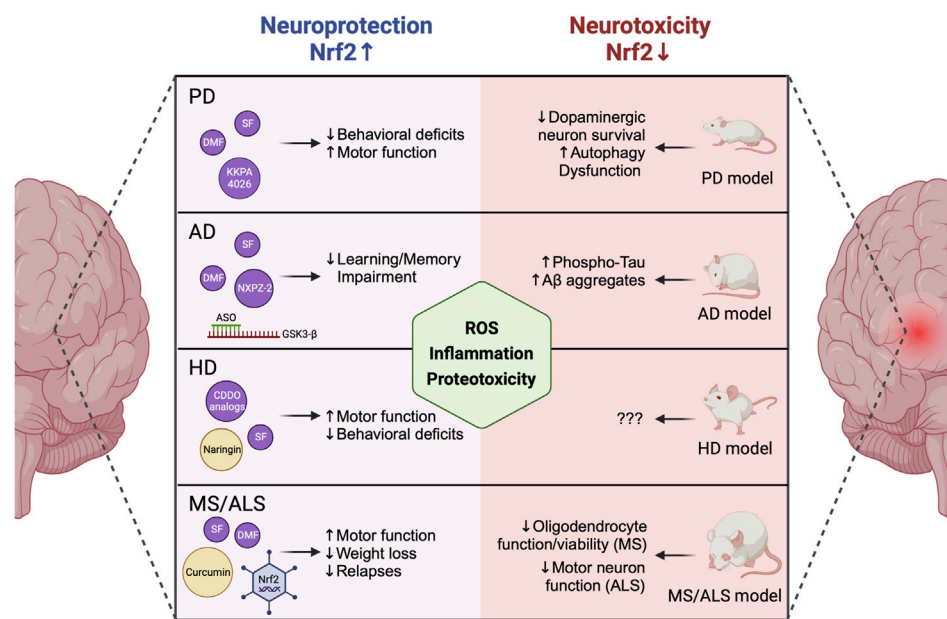 Neuroprotection
Nrf2↑
Neurotoxicity
Nrf2↓
PD
SF
DMF
KKPA
4026
↓Behavioral deficits
↑Motor function
↓Dopaminergic
neuron survival
↑Autophagy
Dysfunction
PD model
AD
SF
DMF
NXPZ-2
ASO
GSK3-β
↓Learning/Memory
Impairment
↑Phospho-Tau
↑Aβ aggregates
AD model
ROS
Inflammation
Proteotoxicity
HD
CDDO
analogs
Naringin
SF
↑Motor function
↓Behavioral deficits
???
HD model
MS/ALS
SF
DMF
Curcumin
Nrf2
↑Motor function
↓Weight loss
↓Relapses
↓Oligodendrocyte
function/viability (MS)
↓Motor neuron
function (ALS)
MS/ALS model